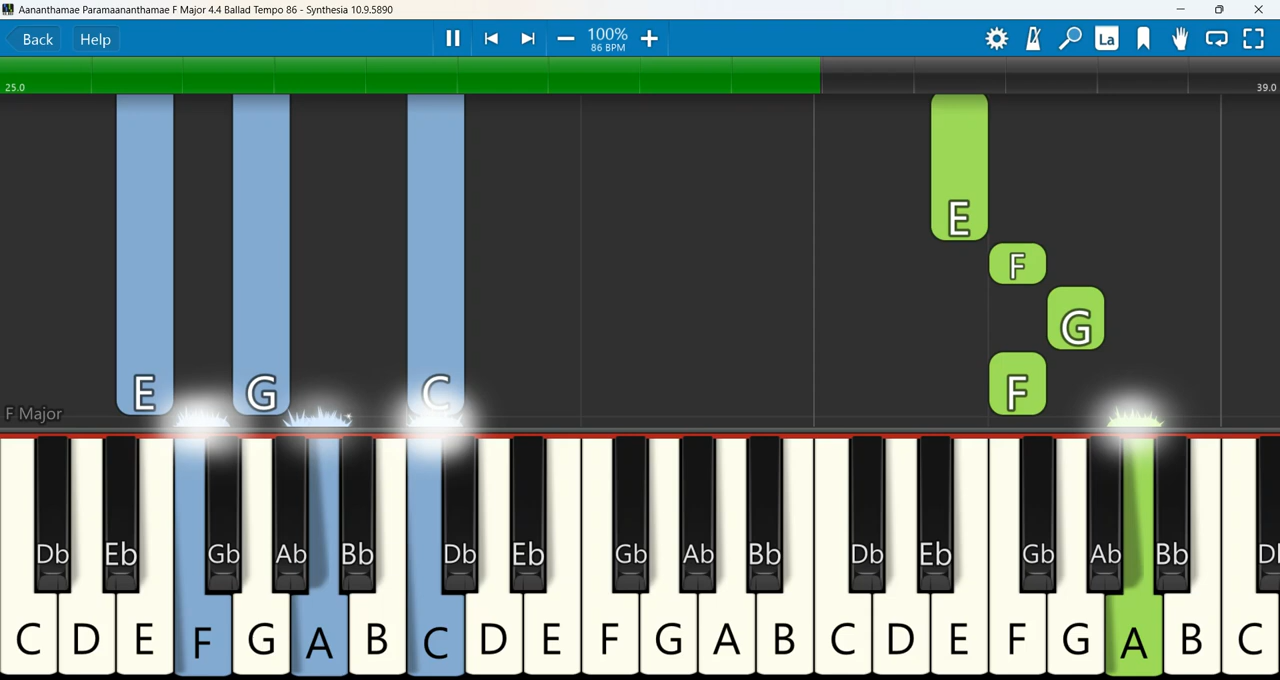 Aananthamae Paramaananthamae F Major 4.4 Ballad Tempo 86 - Synthesia 10.9.5890
Back Help 100% La
86 BPM
25.0 39.0
E
E F
G
E G C F
F Major
Db Eb Gb Ab Bb Db Eb Gb Ab Bb Db Eb Gb Ab Bb D
C D E F G A B C D E F G A B C D E F G A B C